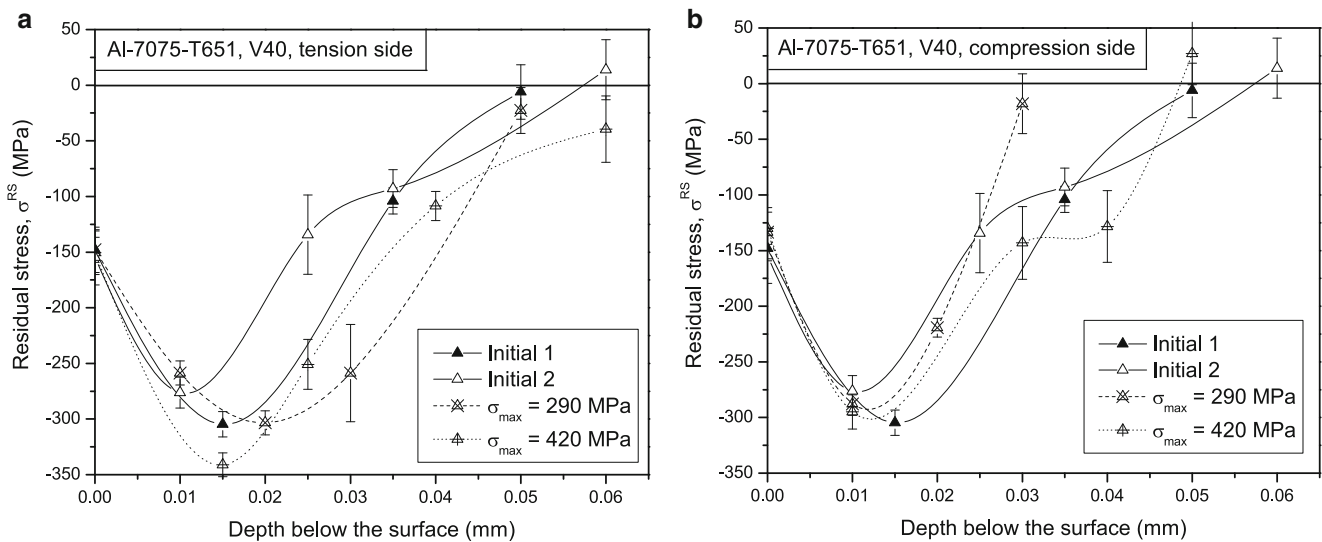 a
Al-7075-T651, V40, tension side
50
0
-50
-100
-150
-200
-250
-300
-350
Residual stress, σ^RS (MPa)
Initial 1
Initial 2
σ_max = 290 MPa
σ_max = 420 MPa
0.00 0.01 0.02 0.03 0.04 0.05 0.06
Depth below the surface (mm)
b
Al-7075-T651, V40, compression side
50
0
-50
-100
-150
-200
-250
-300
-350
Residual stress, σ^RS (MPa)
Initial 1
Initial 2
σ_max = 290 MPa
σ_max = 420 MPa
0.00 0.01 0.02 0.03 0.04 0.05 0.06
Depth below the surface (mm)